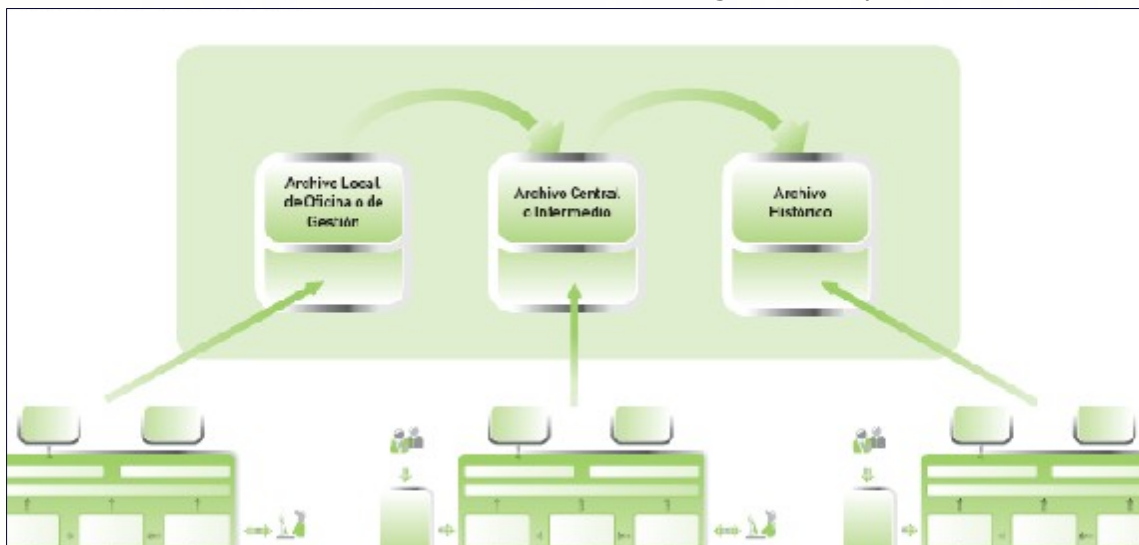 Archivo Local
de Oficina o de
Gestión
Archivo Central
o Intermedio
Archivo
Histórico